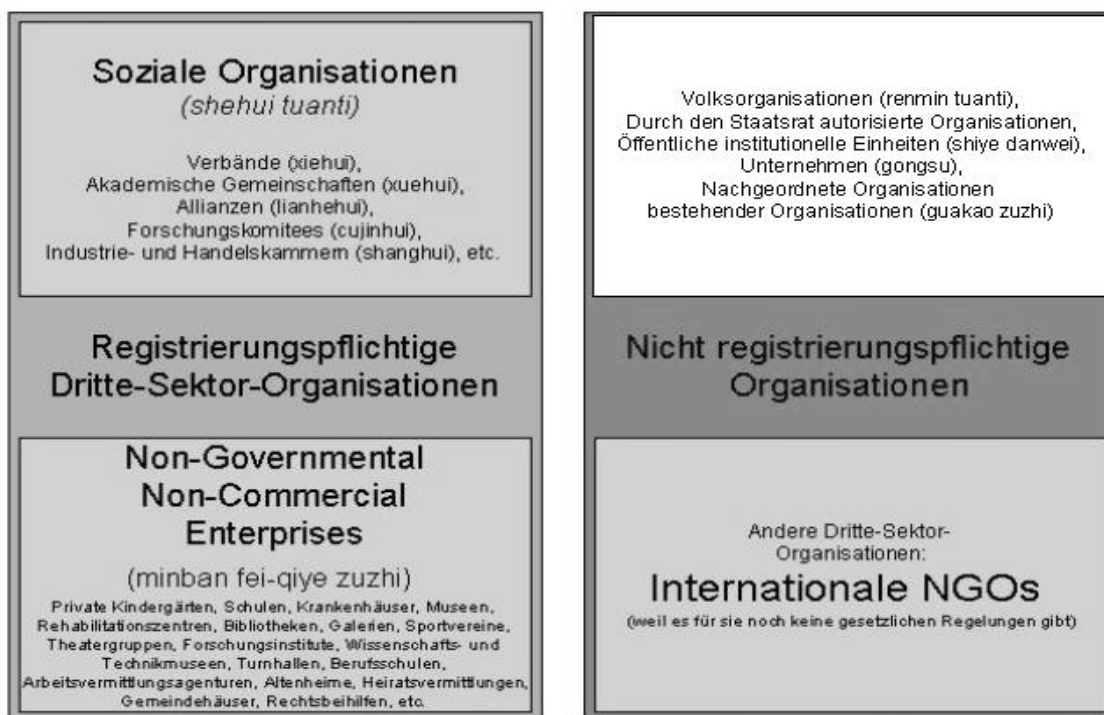 Soziale Organisationen
(shehui tuanti)
Verbände (xiehui),
Akademische Gemeinschaften (xuehui),
Allianzen (lianhehui),
Forschungskomitees (cujinhui),
Industrie- und Handelskammern (shanghui), etc.
Registrierungspflichtige
Dritte-Sektor-Organisationen
Non-Governmental
Non-Commercial
Enterprises
(minban fei-qiye zuzhi)
Private Kindergärten, Schulen, Krankenhäuser, Museen,
Rehabilitationszentren, Bibliotheken, Galerien, Sportvereine,
Theatergruppen, Forschungsinstitute, Wissenschafts- und
Technikmuseen, Turnhallen, Berufsschulen,
Arbeitsvermittlungsagenturen, Altenheime, Heiratsvermittlungen,
Gemeindehäuser, Rechtsbeihilfen, etc.
Volksorganisationen (renmin tuanti),
Durch den Staatsrat autorisierte Organisationen,
Öffentliche institutionelle Einheiten (shiye danwei),
Unternehmen (gongsu),
Nachgeordnete Organisationen
bestehender Organisationen (guakao zuzhi)
Nicht registrierungspflichtige
Organisationen
Andere Dritte-Sektor-
Organisationen:
Internationale NGOs
(weil es für sie noch keine gesetzlichen Regelungen gibt)